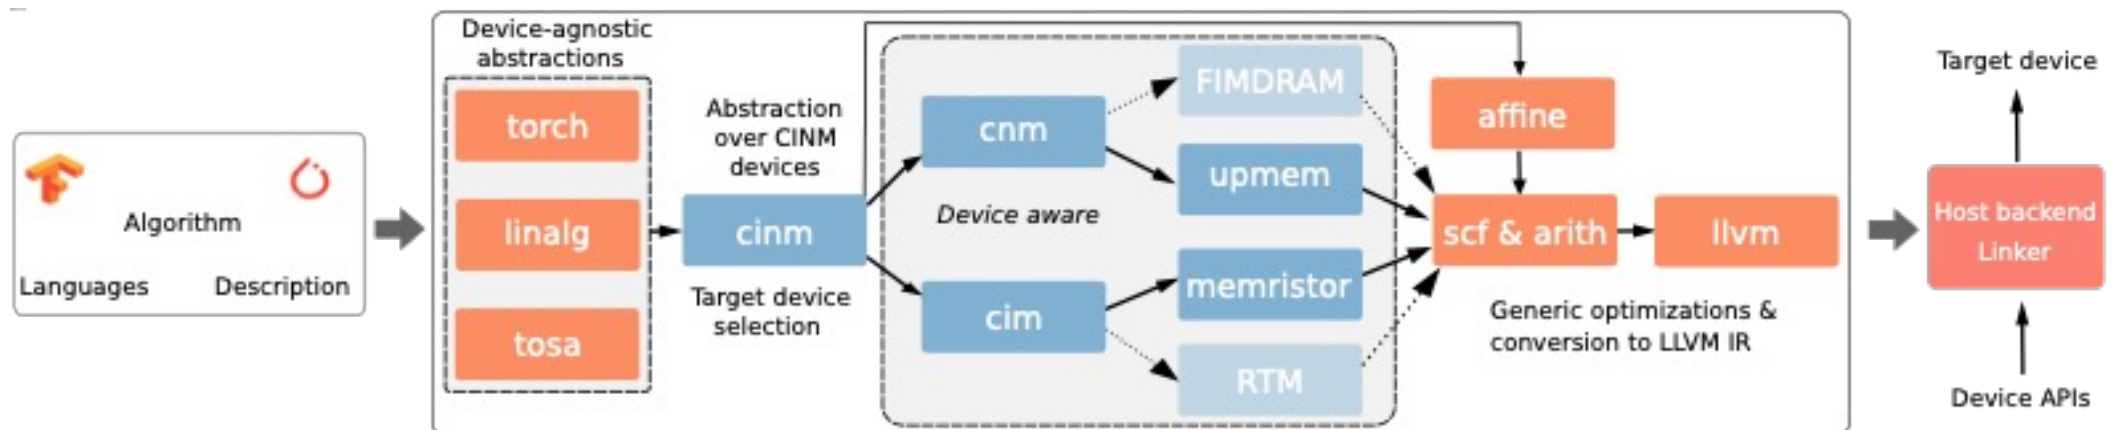 Algorithm
Languages
Description
Device-agnostic
abstractions
torch
linalg
tosa
Abstraction
over CINM
devices
cinm
Target device
selection
cnm
Device aware
cim
FIMDRAM
upmem
memristor
RTM
affine
scf & arith
llvm
Generic optimizations &
conversion to LLVM IR
Target device
Host backend
Linker
Device APIs